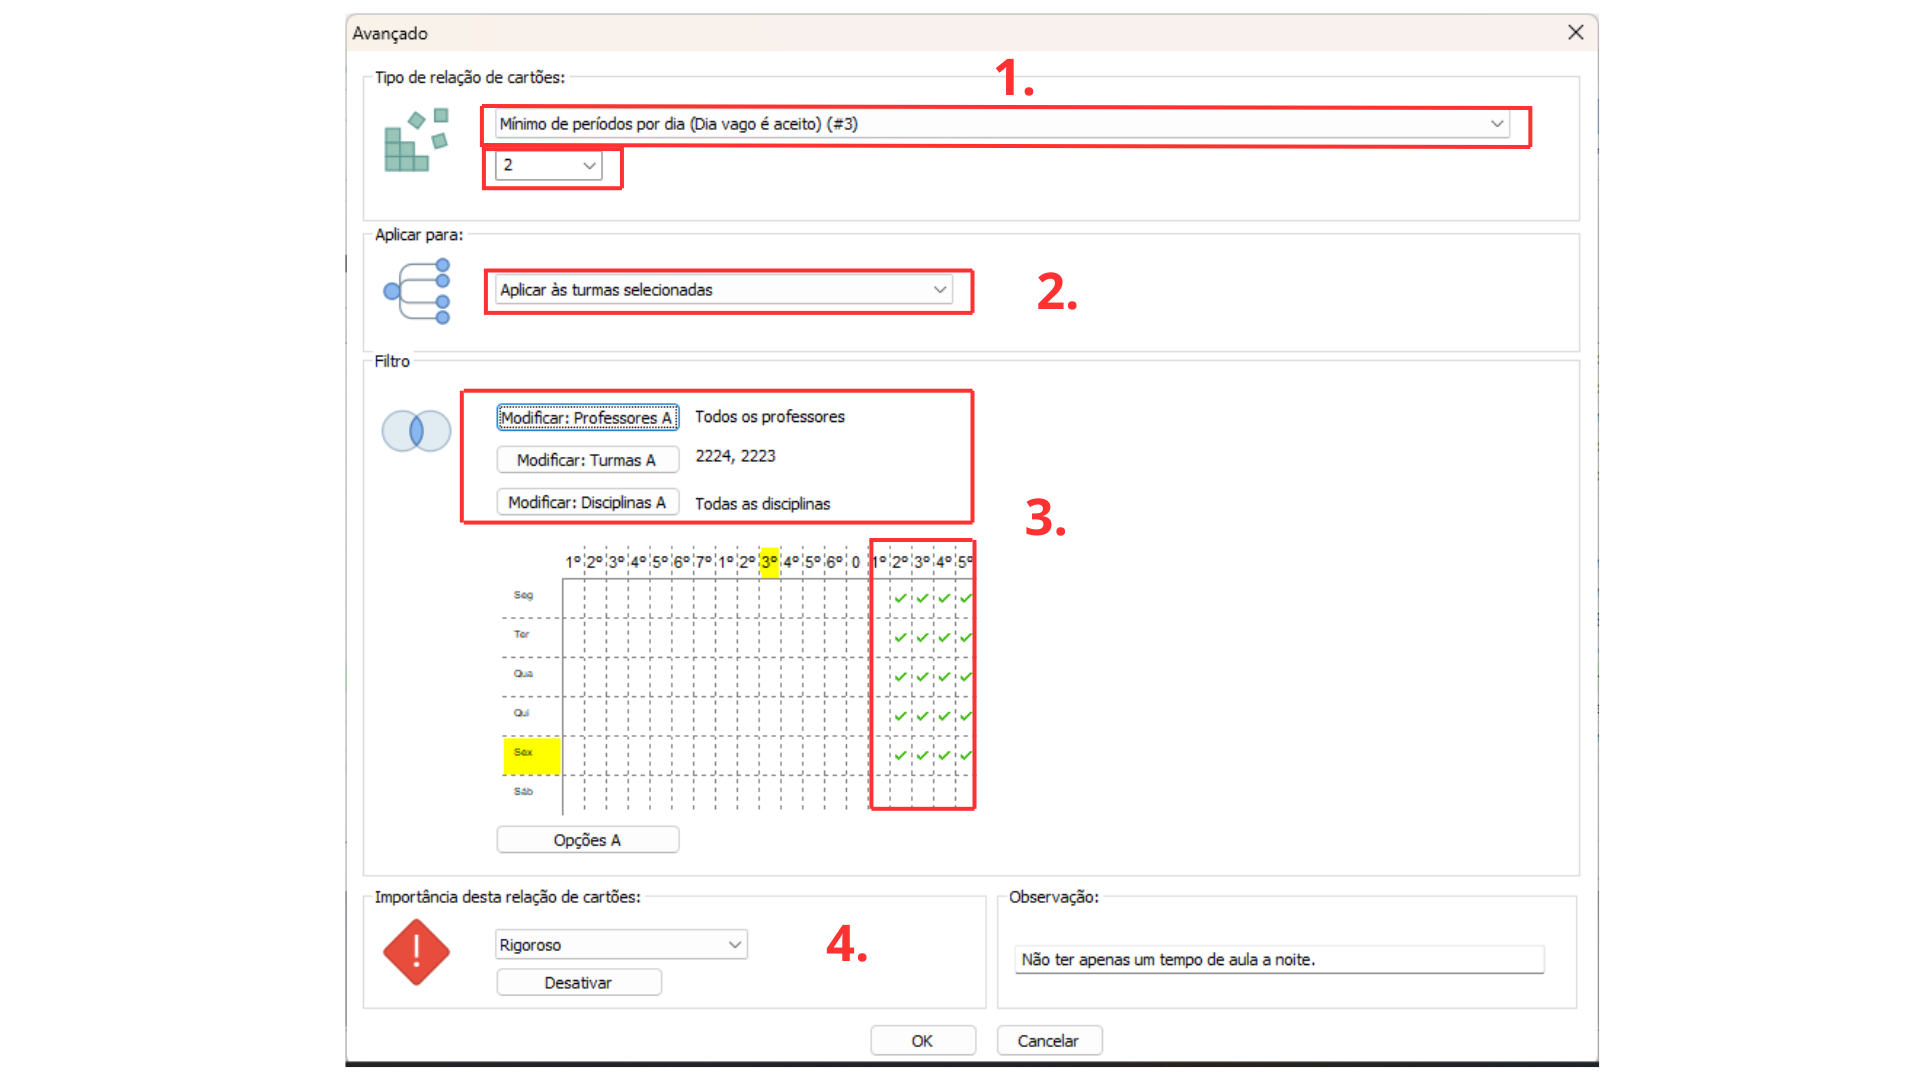 Avançado
Tipo de relação de cartões:
1.
Mínimo de períodos por dia (Dia vago é aceito) (#3)
2
Aplicar para:
Aplicar às turmas selecionadas
2.
Filtro
Modificar: Professores A Todos os professores
Modificar: Turmas A 2224, 2223
Modificar: Disciplinas A Todas as disciplinas
3.
1º 2º 3º 4º 5º 6º 7º 1º 2º 3º 4º 5º 6º 0 1º 2º 3º 4º 5º
Seg
Ter
Qua
Qui
Sex
Sáb
Opções A
Importância desta relação de cartões:
Rigoroso
Desativar
4.
Observação:
Não ter apenas um tempo de aula a noite.
OK Cancelar